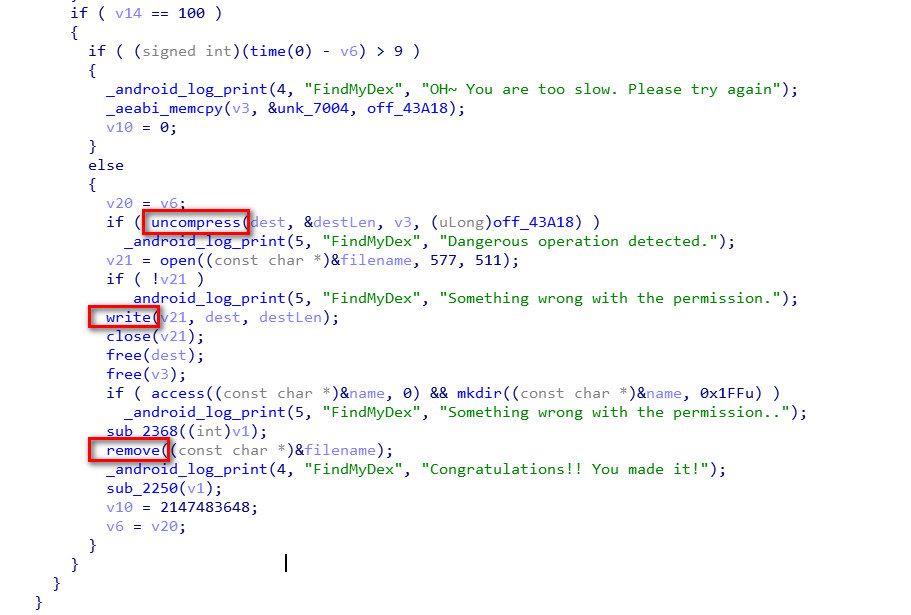 if ( v14 == 100 )
{
if ( (signed int)(time(0) - v6) > 9 )
{
_android_log_print(4, "FindMyDex", "OH~ You are too slow. Please try again");
_aeabi_memcpy(v3, &unk_7004, off_43A18);
v10 = 0;
}
else
{
v20 = v6;
if ( uncompress(dest, &destLen, v3, (uLong)off_43A18) )
_android_log_print(5, "FindMyDex", "Dangerous operation detected.");
v21 = open((const char *)&filename, 577, 511);
if ( !v21 )
android_log_print(5, "FindMyDex", "Something wrong with the permission.");
write(v21, dest, destLen);
close(v21);
free(dest);
free(v3);
if ( access((const char *)&name, 0) && mkdir((const char *)&name, 0x1FFu) )
_android_log_print(5, "FindMyDex", "Something wrong with the permission..");
sub_2368((int)v1);
remove((const char *)&filename);
_android_log_print(4, "FindMyDex", "Congratulations!! You made it!");
sub_2250(v1);
v10 = 2147483648;
v6 = v20;
}
}
}
}